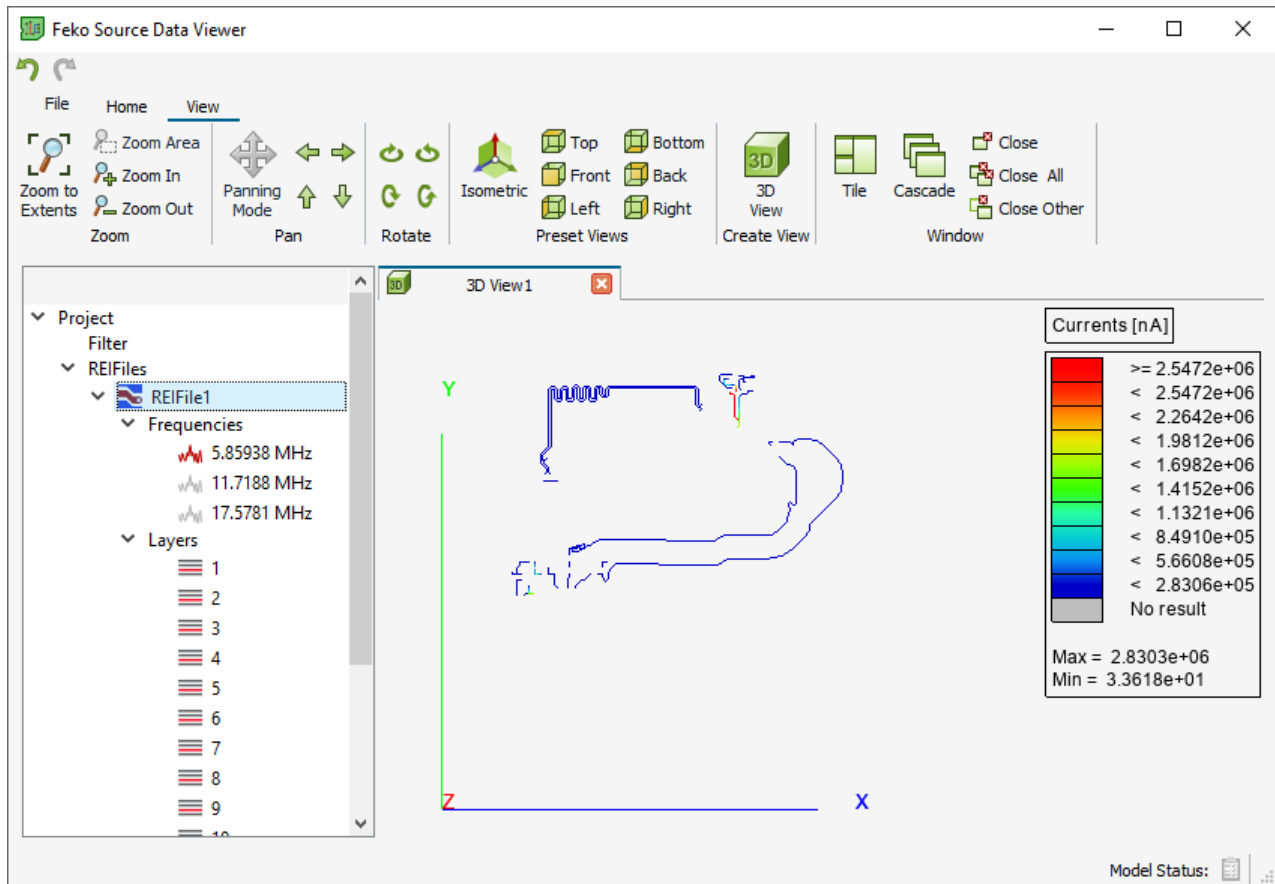 Feko Source Data Viewer
File Home View
Zoom to Extents
Zoom Area
Zoom In
Zoom Out
Zoom
Panning Mode
Pan
Rotate
Isometric
Top
Front
Left
Bottom
Back
Right
Preset Views
3D
3D View
Create View
Tile
Cascade
Close
Close All
Close Other
Window
Project
Filter
REIFiles
REIFile1
Frequencies
5.85938 MHz
11.7188 MHz
17.5781 MHz
Layers
1
2
3
4
5
6
7
8
9
10
3D
3D View1
Y
Z
X
Currents [nA]
>= 2.5472e+06
< 2.5472e+06
< 2.2642e+06
< 1.9812e+06
< 1.6982e+06
< 1.4152e+06
< 1.1321e+06
< 8.4910e+05
< 5.6608e+05
< 2.8306e+05
No result
Max = 2.8303e+06
Min = 3.3618e+01
Model Status: